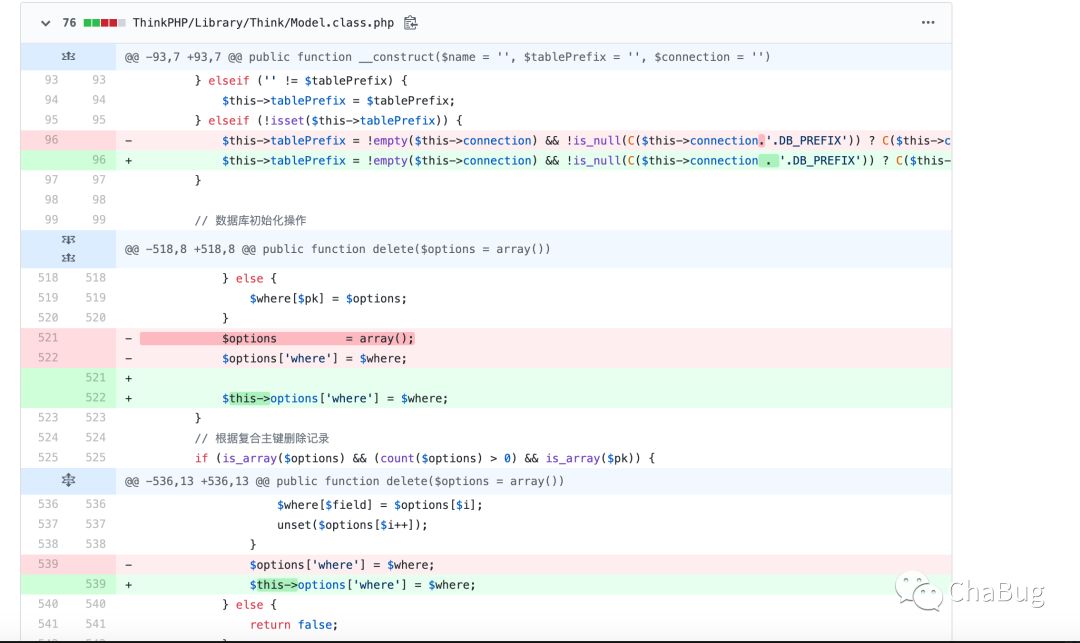 76 ThinkPHP/Library/Think/Model.class.php
@@ -93,7 +93,7 @@ public function __construct($name = '', $tablePrefix = '', $connection = '')
93 93 } elseif ('' != $tablePrefix) {
94 94 $this->tablePrefix = $tablePrefix;
95 95 } elseif (!isset($this->tablePrefix)) {
96 - $this->tablePrefix = !empty($this->connection) && !is_null(C($this->connection.'.DB_PREFIX')) ? C($this->c
96 + $this->tablePrefix = !empty($this->connection) && !is_null(C($this->connection . '.DB_PREFIX')) ? C($this-
97 97 }
98 98
99 99 // 数据库初始化操作
@@ -518,8 +518,8 @@ public function delete($options = array())
518 518 } else {
519 519 $where[$pk] = $options;
520 520 }
521 - $options = array();
522 - $options['where'] = $where;
521 +
522 + $this->options['where'] = $where;
523 523 }
524 524 // 根据复合主键删除记录
525 525 if (is_array($options) && (count($options) > 0) && is_array($pk)) {
@@ -536,13 +536,13 @@ public function delete($options = array())
536 536 $where[$field] = $options[$i];
537 537 unset($options[$i++]);
538 538 }
539 - $options['where'] = $where;
539 + $this->options['where'] = $where;
540 540 } else {
541 541 return false;
ChaBug